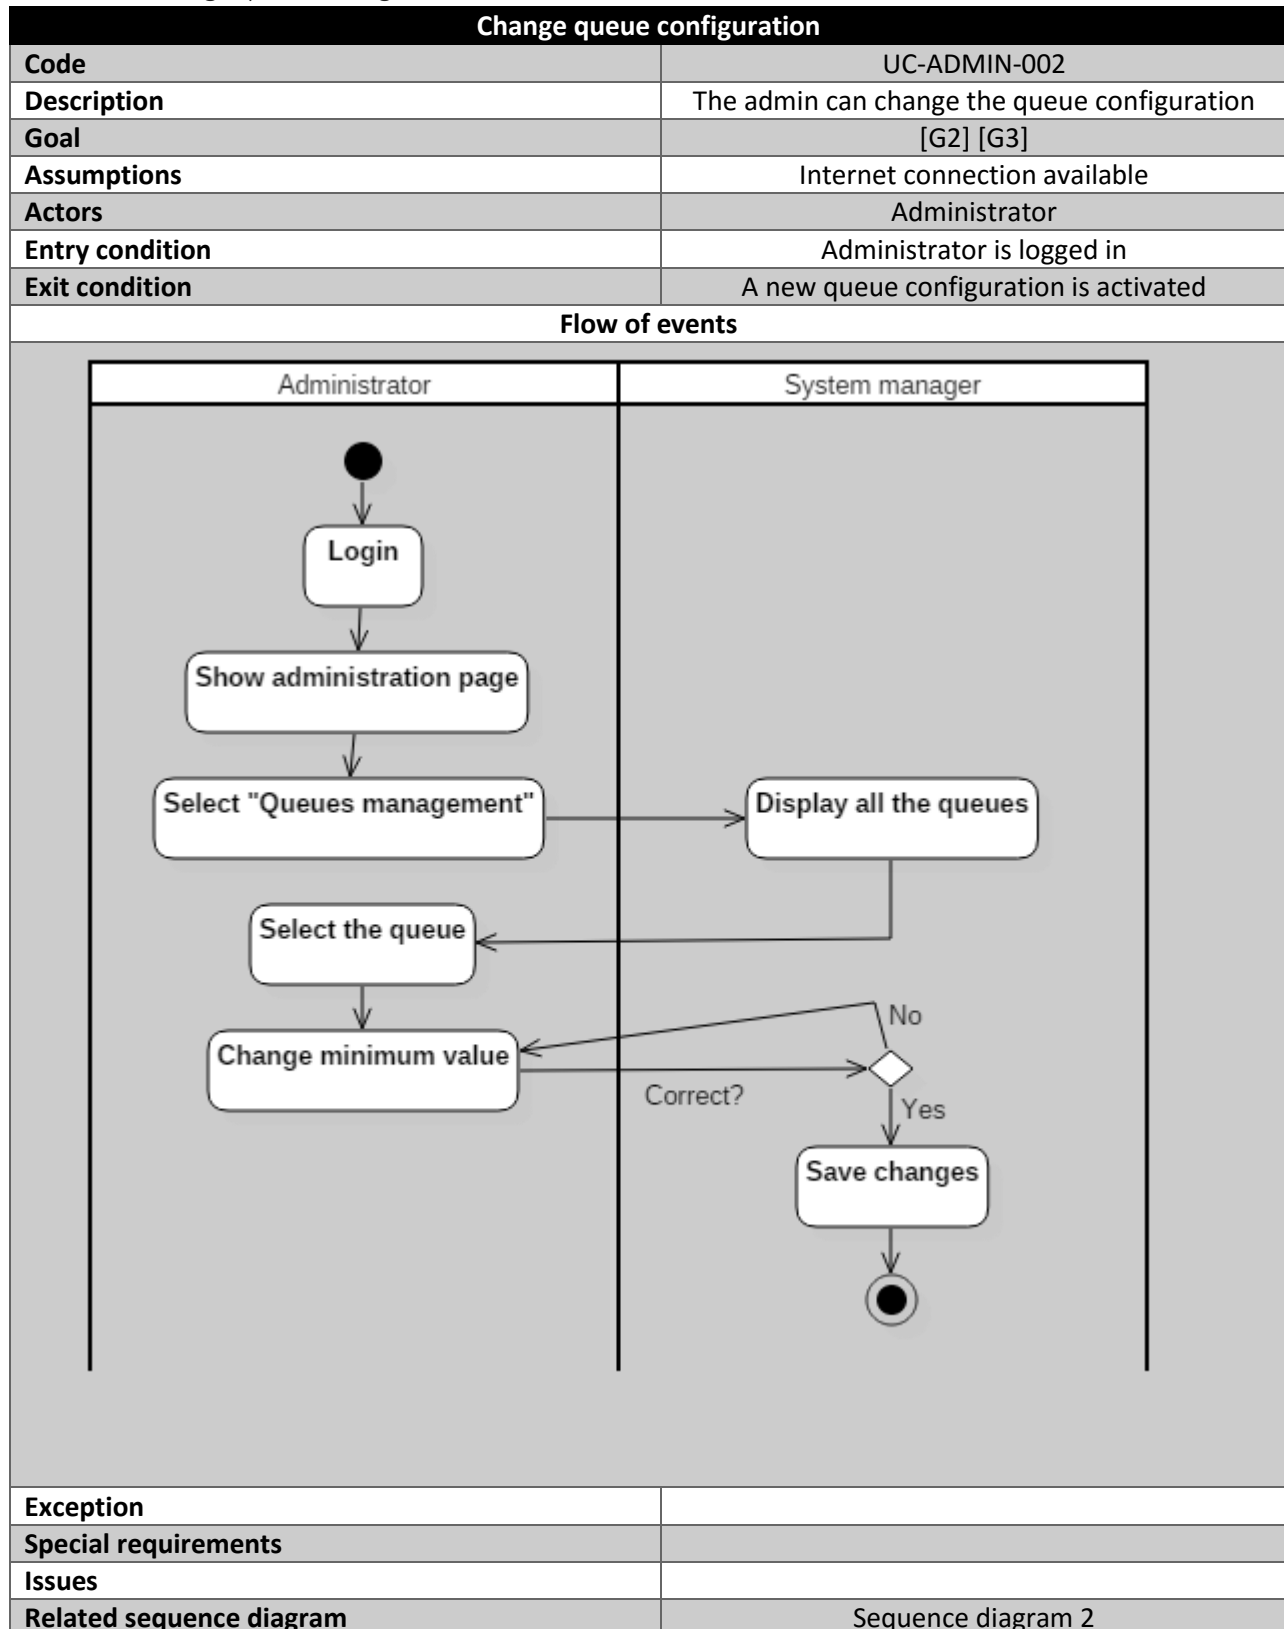 Change queue configuration
Code UC-ADMIN-002
Description The admin can change the queue configuration
Goal [G2] [G3]
Assumptions Internet connection available
Actors Administrator
Entry condition Administrator is logged in
Exit condition A new queue configuration is activated
Flow of events
Administrator System manager
Login
Show administration page
Select "Queues management" Display all the queues
Select the queue
No
Change minimum value
Correct?
Yes
Save changes
Exception
Special requirements
Issues
Related sequence diagram Sequence diagram 2